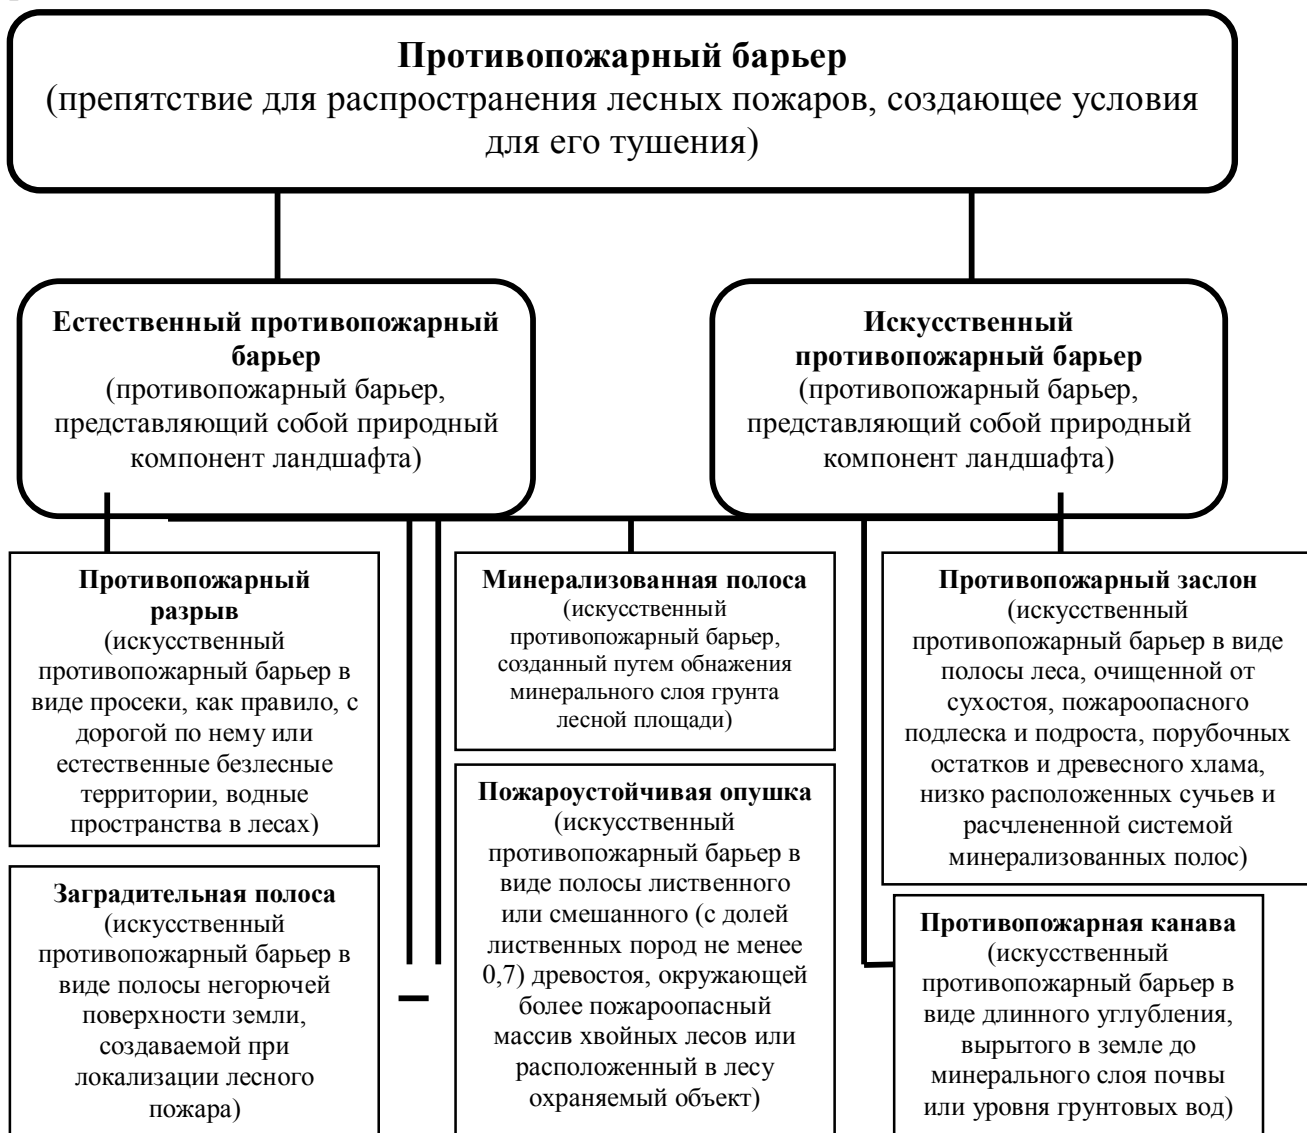 Противопожарный барьер
(препятствие для распространения лесных пожаров, создающее условия
для его тушения)
Естественный противопожарный
барьер
(противопожарный барьер,
представляющий собой природный
компонент ландшафта)
Искусственный
противопожарный барьер
(противопожарный барьер,
представляющий собой природный
компонент ландшафта)
Противопожарный
разрыв
(искусственный
противопожарный барьер в
виде просеки, как правило, с
дорогой по нему или
естественные безлесные
территории, водные
пространства в лесах)
Минерализованная полоса
(искусственный
противопожарный барьер,
созданный путем обнажения
минерального слоя грунта
лесной площади)
Противопожарный заслон
(искусственный
противопожарный барьер в виде
полосы леса, очищенной от
сухостоя, пожароопасного
подлеска и подроста, порубочных
остатков и древесного хлама,
низко расположенных сучьев и
расчлененной системой
минерализованных полос)
Заградительная полоса
(искусственный
противопожарный барьер в
виде полосы негорючей
поверхности земли,
создаваемой при
локализации лесного
пожара)
Пожароустойчивая опушка
(искусственный
противопожарный барьер в
виде полосы лиственного
или смешанного (с долей
лиственных пород не менее
0,7) древостоя, окружающей
более пожароопасный
массив хвойных лесов или
расположенный в лесу
охраняемый объект)
Противопожарная канава
(искусственный
противопожарный барьер в
виде длинного углубления,
вырытого в земле до
минерального слоя почвы
или уровня грунтовых вод)